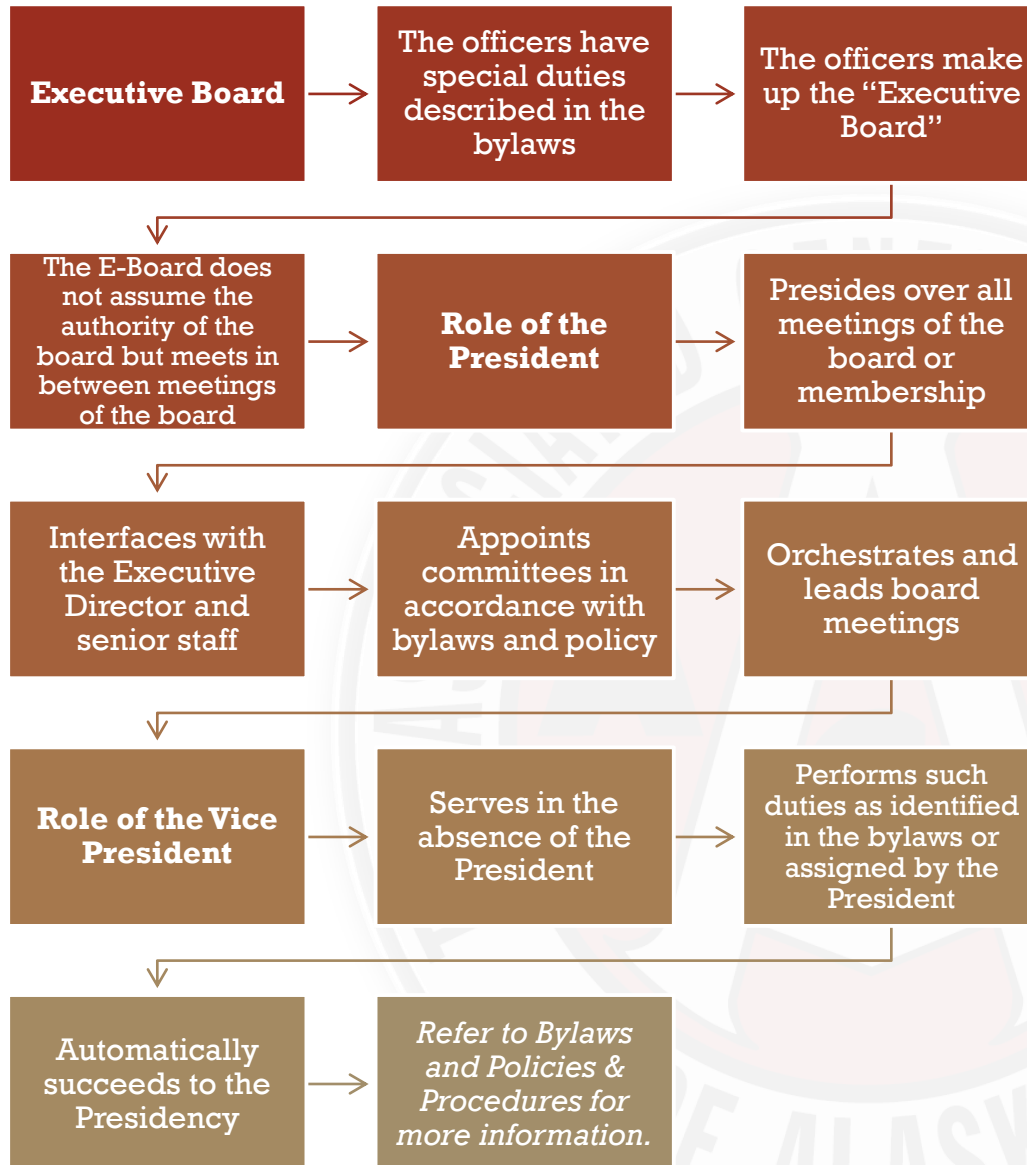 Executive Board
The officers have
special duties
described in the
bylaws
The officers make
up the “Executive
Board”
The E-Board does
not assume the
authority of the
board but meets in
between meetings
of the board
Role of the
President
Presides over all
meetings of the
board or
membership
Interfaces with
the Executive
Director and
senior staff
Appoints
committees in
accordance with
bylaws and policy
Orchestrates and
leads board
meetings
Role of the Vice
President
Serves in the
absence of the
President
Performs such
duties as identified
in the bylaws or
assigned by the
President
Automatically
succeeds to the
Presidency
Refer to Bylaws
and Policies &
Procedures for
more information.